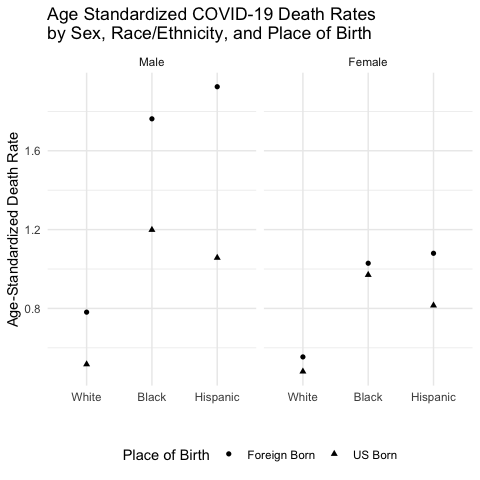 Age Standardized COVID-19 Death Rates
by Sex, Race/Ethnicity, and Place of Birth
Male
Female
Age-Standardized Death Rate
1.6
1.2
0.8
White
Black
Hispanic
White
Black
Hispanic
Place of Birth
Foreign Born
US Born